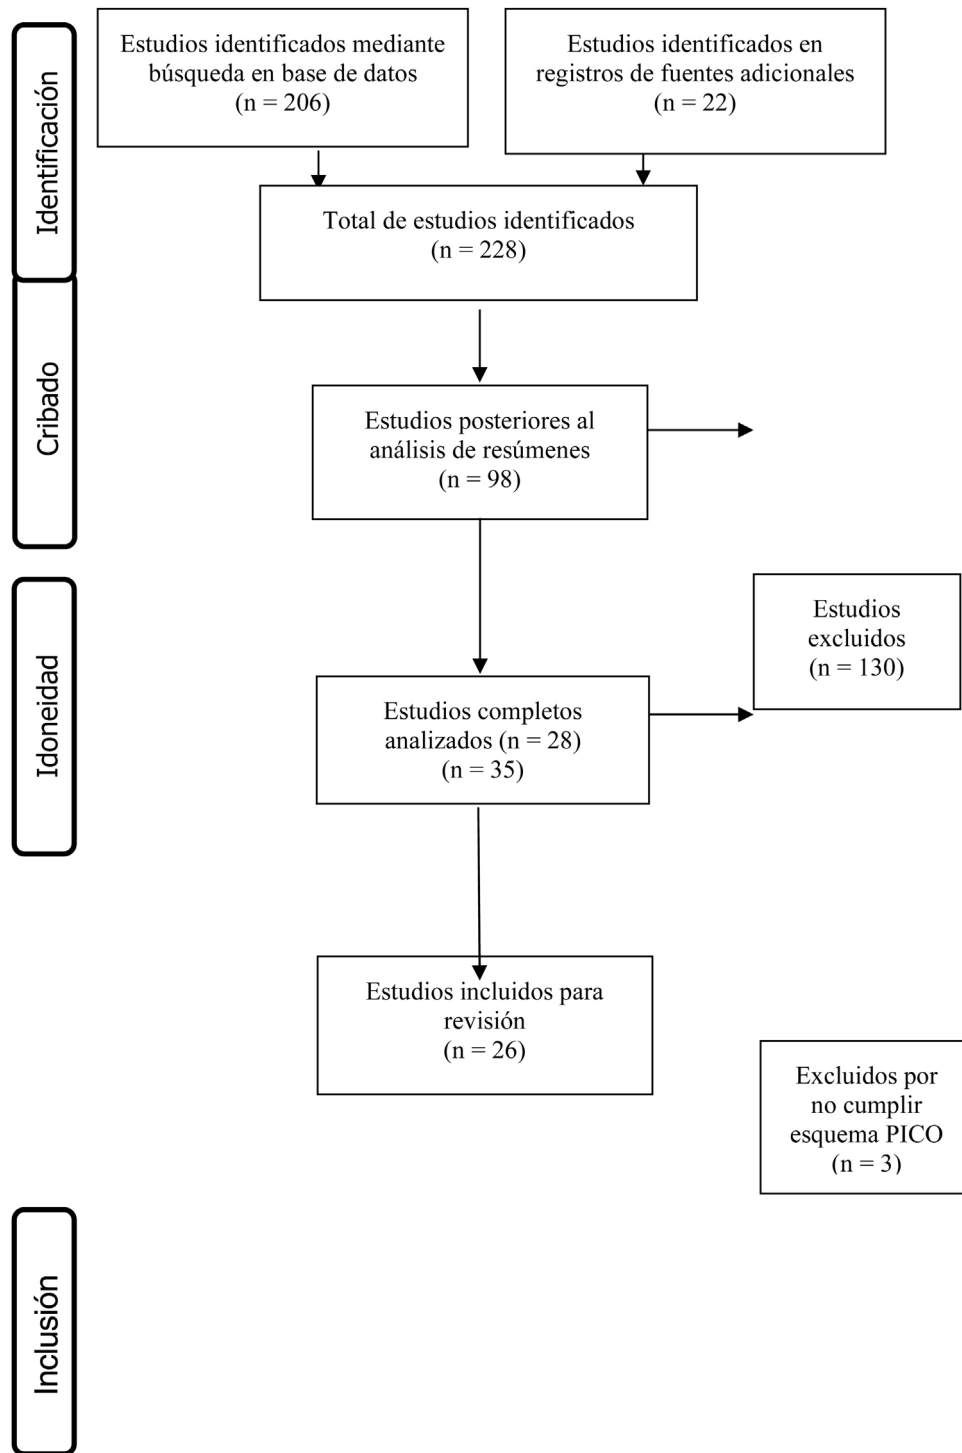 Identificación
Estudios identificados mediante
búsqueda en base de datos
(n = 206)
Estudios identificados en
registros de fuentes adicionales
(n = 22)
Total de estudios identificados
(n = 228)
Cribado
Estudios posteriores al
análisis de resúmenes
(n = 98)
Idoneidad
Estudios
excluidos
(n = 130)
Estudios completos
analizados (n = 28)
(n = 35)
Estudios incluidos para
revisión
(n = 26)
Excluidos por
no cumplir
esquema PICO
(n = 3)
Inclusión